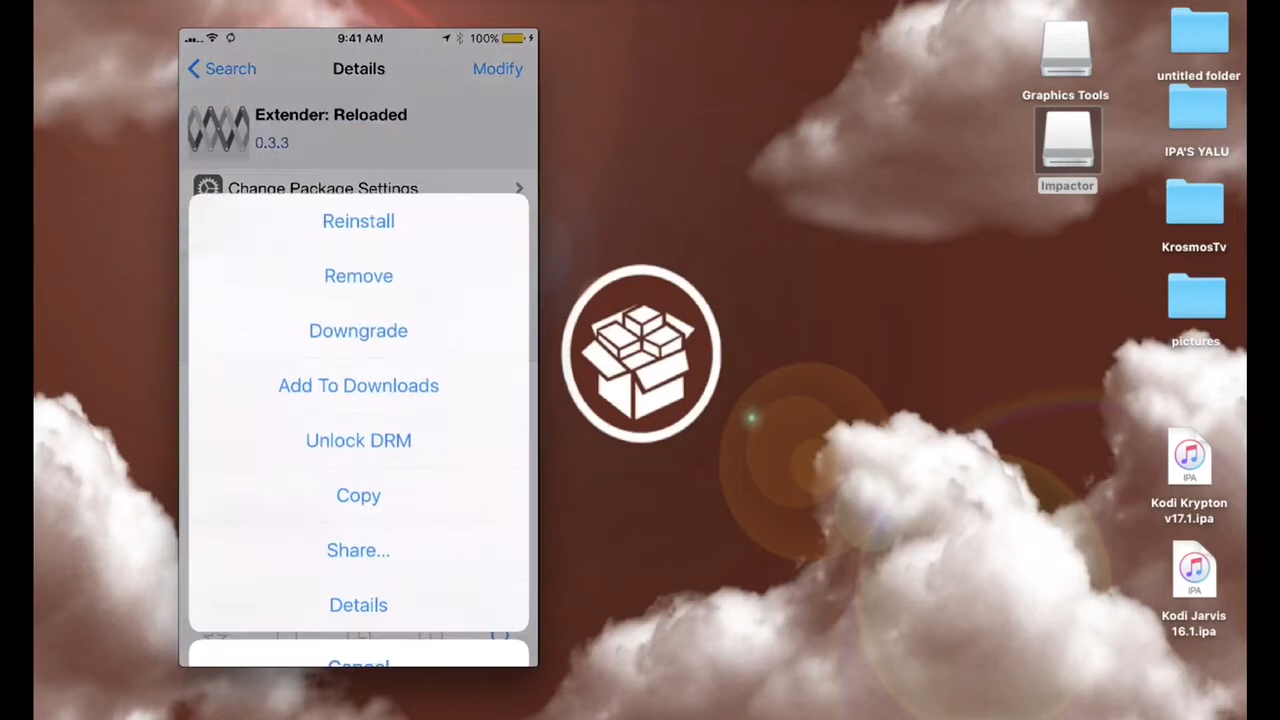 9:41 AM
100%
Search
Details
Modify
Extender: Reloaded
0.3.3
Change Package Settings
Reinstall
Remove
Downgrade
Add To Downloads
Unlock DRM
Copy
Share...
Details
Cancel
Graphics Tools
Impactor
untitled folder
IPA'S YALU
KrosmosTv
pictures
IPA
Kodi Krypton
v17.1.ipa
IPA
Kodi Jarvis
16.1.ipa